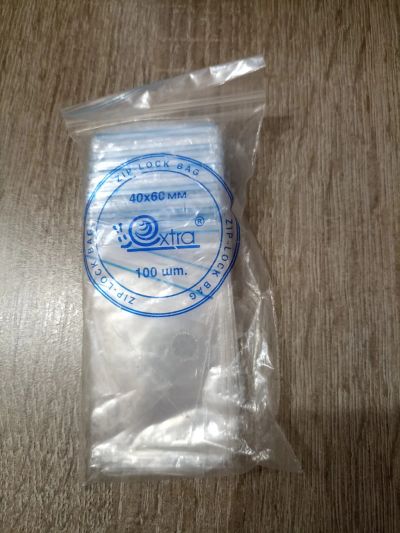 ZIP-LOCK BAG
40x60 мм
extra ®
100 шт.
ZIP-LOCK BAG
ZIP-LOCK BAG